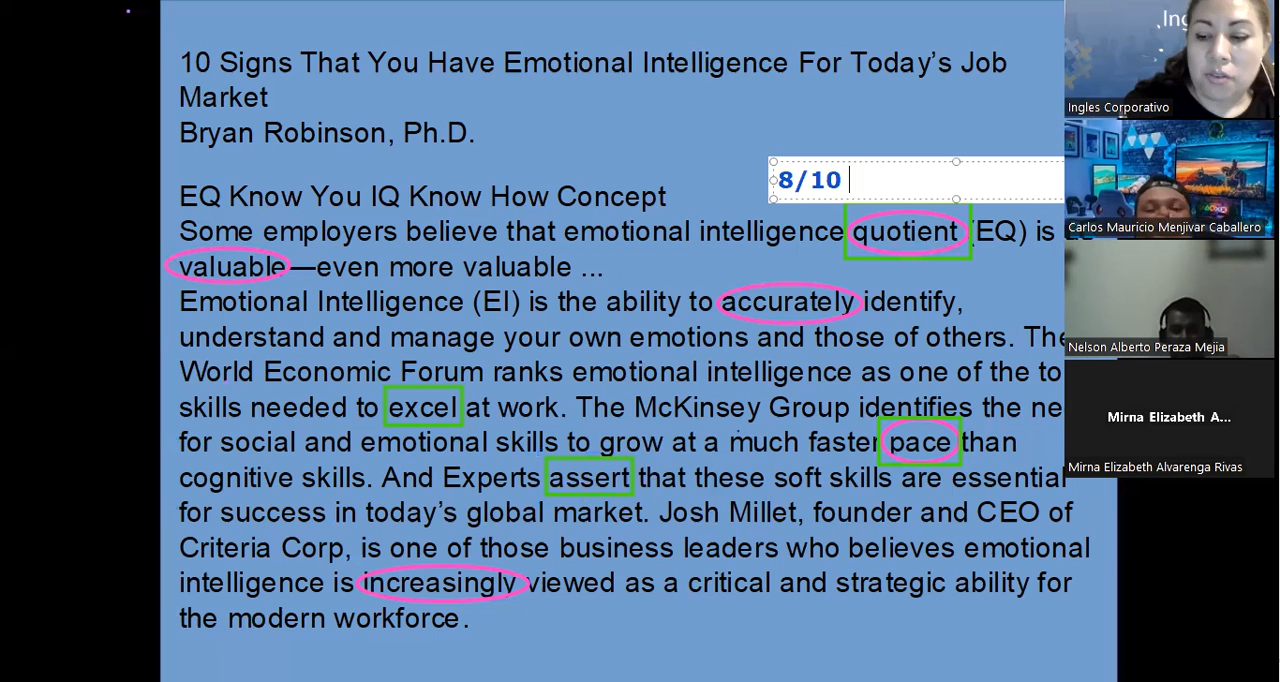 10 Signs That You Have Emotional Intelligence For Today's Job
Market
Bryan Robinson, Ph.D.
8/10
EQ Know You IQ Know How Concept
Some employers believe that emotional intelligence quotient (EQ) is
valuable—even more valuable ...
Emotional Intelligence (EI) is the ability to accurately identify,
understand and manage your own emotions and those of others. The
World Economic Forum ranks emotional intelligence as one of the
skills needed to excel at work. The McKinsey Group identifies the
for social and emotional skills to grow at a much faster pace than
cognitive skills. And Experts assert that these soft skills are essential
for success in today's global market. Josh Millet, founder and CEO of
Criteria Corp, is one of those business leaders who believes emotional
intelligence is increasingly viewed as a critical and strategic ability for
the modern workforce.
Ing
Ingles Corporativo
Carlos Mauricio Menjivar Caballero
Nelson Alberto Peraza Mejia
Mirna Elizabeth A...
Mirna Elizabeth Alvarenga Rivas